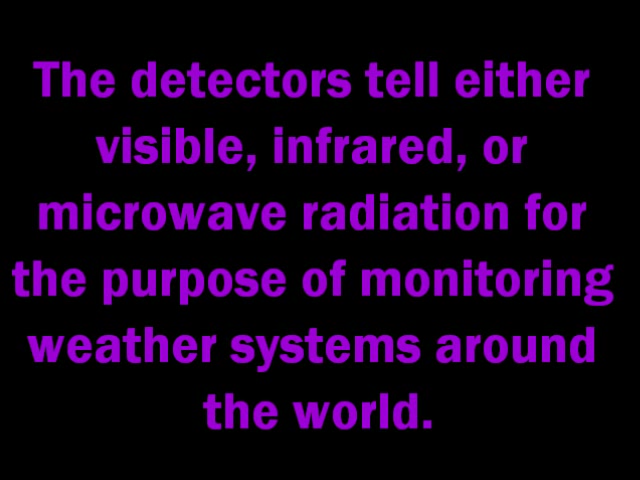 The detectors tell either
visible, infrared, or
microwave radiation for
the purpose of monitoring
weather systems around
the world.